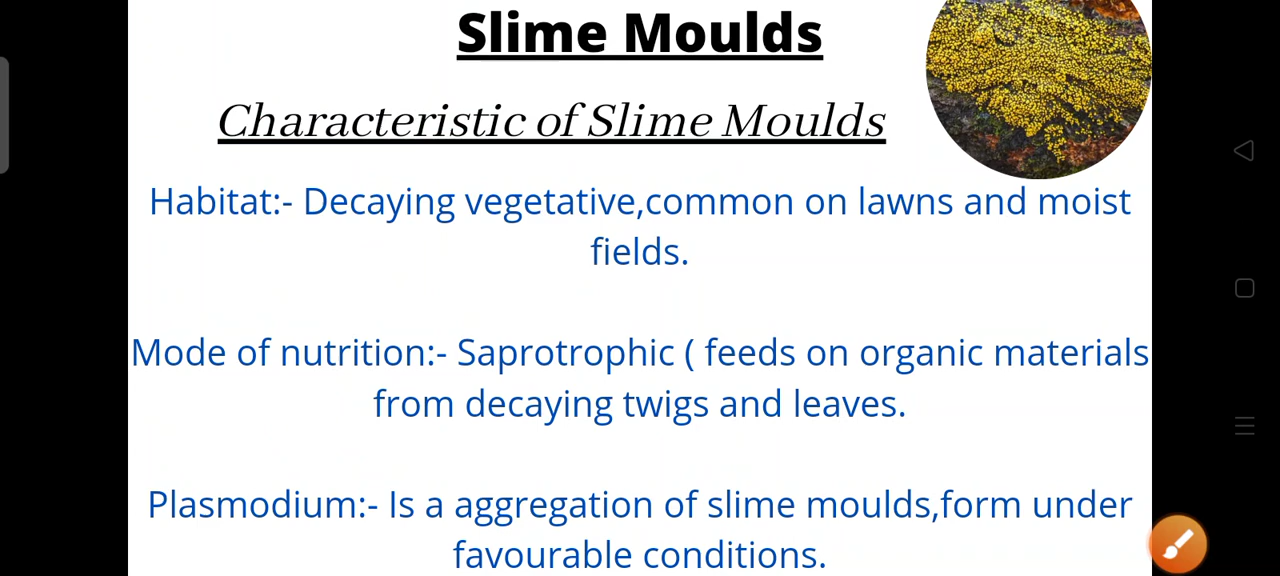 Slime Moulds
Characteristic of Slime Moulds
Habitat:- Decaying vegetative,common on lawns and moist
fields.
Mode of nutrition:- Saprotrophic ( feeds on organic materials
from decaying twigs and leaves.
Plasmodium:- Is a aggregation of slime moulds,form under
favourable conditions.